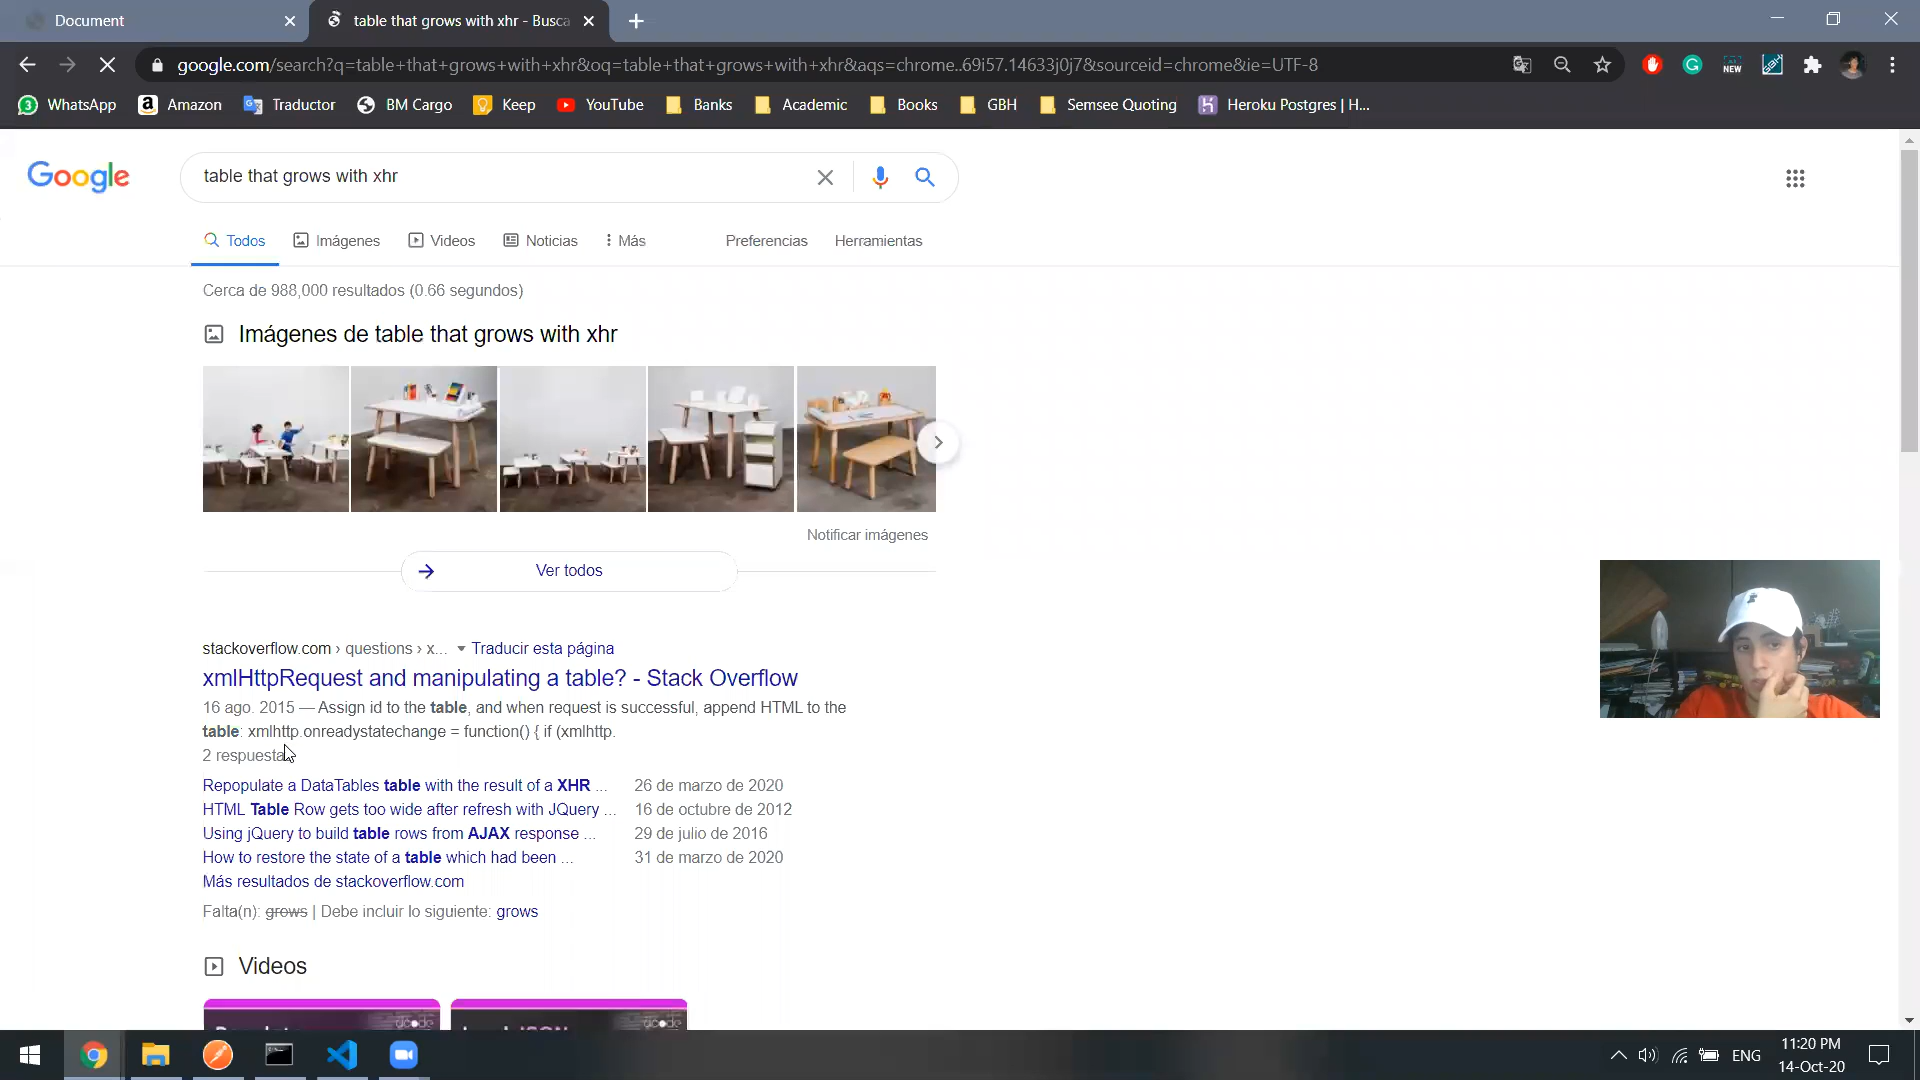 Document
table that grows with xhr - Busca
google.com/search?q=table+that+grows+with+xhr&oq=table+that+grows+with+xhr&aqs=chrome..69i57.14633j0j7&sourceid=chrome&ie=UTF-8
NEW
3 WhatsApp Amazon Traductor BM Cargo Keep YouTube Banks Academic Books GBH Semsee Quoting Heroku Postgres | H...
Google
table that grows with xhr
Todos Imágenes Videos Noticias Más Preferencias Herramientas
Cerca de 988,000 resultados (0.66 segundos)
Imágenes de table that grows with xhr
Notificar imágenes
Ver todos
stackoverflow.com › questions › x... Traducir esta página
xmlHttpRequest and manipulating a table? - Stack Overflow
16 ago. 2015 — Assign id to the table, and when request is successful, append HTML to the
table: xmlhttp.onreadystatechange = function() { if (xmlhttp.
2 respuesta
Repopulate a DataTables table with the result of a XHR ... 26 de marzo de 2020
HTML Table Row gets too wide after refresh with JQuery ... 16 de octubre de 2012
Using jQuery to build table rows from AJAX response ... 29 de julio de 2016
How to restore the state of a table which had been ... 31 de marzo de 2020
Más resultados de stackoverflow.com
Falta(n): grows | Debe incluir lo siguiente: grows
Videos
ENG
11:20 PM
14-Oct-20